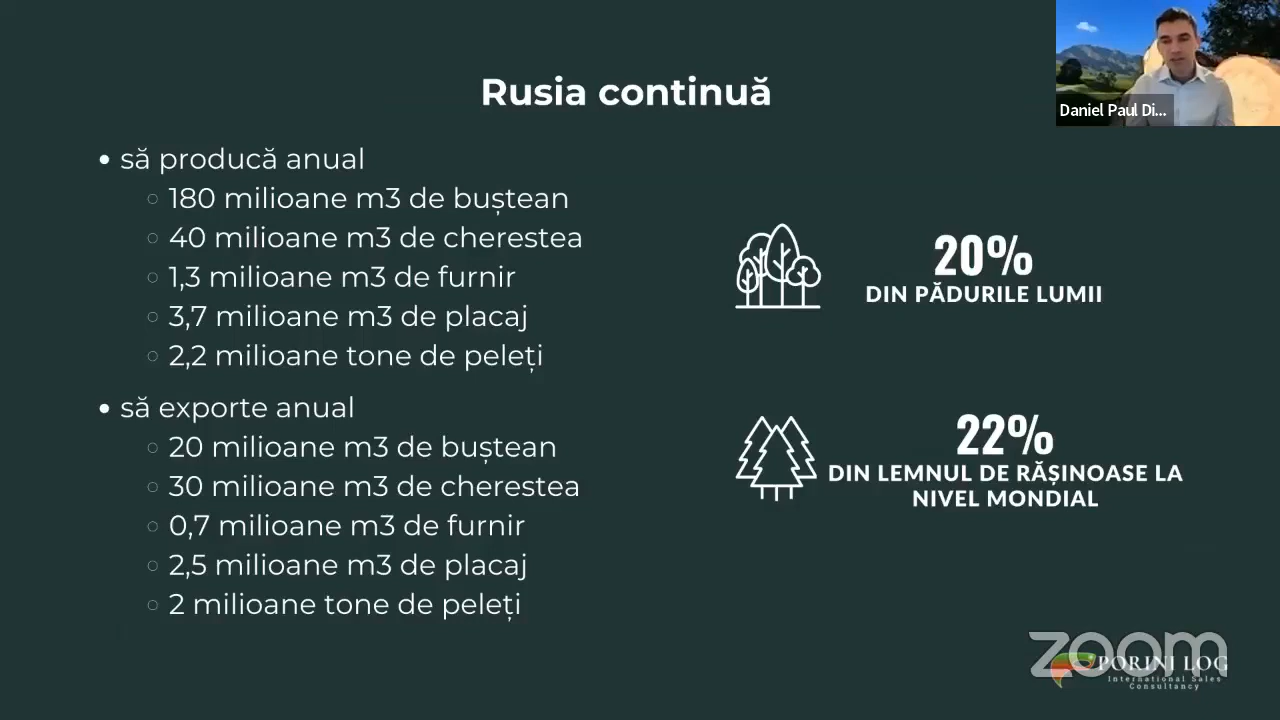 Rusia continuă
Daniel Paul Di...
• să producă anual
○ 180 milioane m3 de buștean
○ 40 milioane m3 de cherestea
○ 1,3 milioane m3 de furnir
○ 3,7 milioane m3 de placaj
○ 2,2 milioane tone de peleți
• să exporte anual
○ 20 milioane m3 de buștean
○ 30 milioane m3 de cherestea
○ 0,7 milioane m3 de furnir
○ 2,5 milioane m3 de placaj
○ 2 milioane tone de peleți
20%
DIN PĂDURILE LUMII
22%
DIN LEMNUL DE RĂȘINOASE LA
NIVEL MONDIAL
zoom
PORINI LOG
International Sales
Consultancy